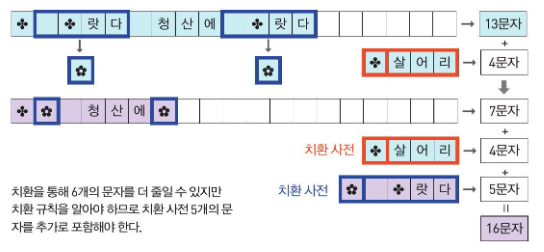 ✤ ✤ 랏 다 청 산 에 ✤ 랏 다 → 13문자
+
✿ ✿ ✤ 살 어 리 → 4문자
✤ ✿ 청 산 에 ✿ → 7문자
+
치환 사전 ✤ 살 어 리 → 4문자
+
치환 사전 ✿ ✤ 랏 다 → 5문자
=
16문자
치환을 통해 6개의 문자를 더 줄일 수 있지만
치환 규칙을 알아야 하므로 치환 사전 5개의 문
자를 추가로 포함해야 한다.